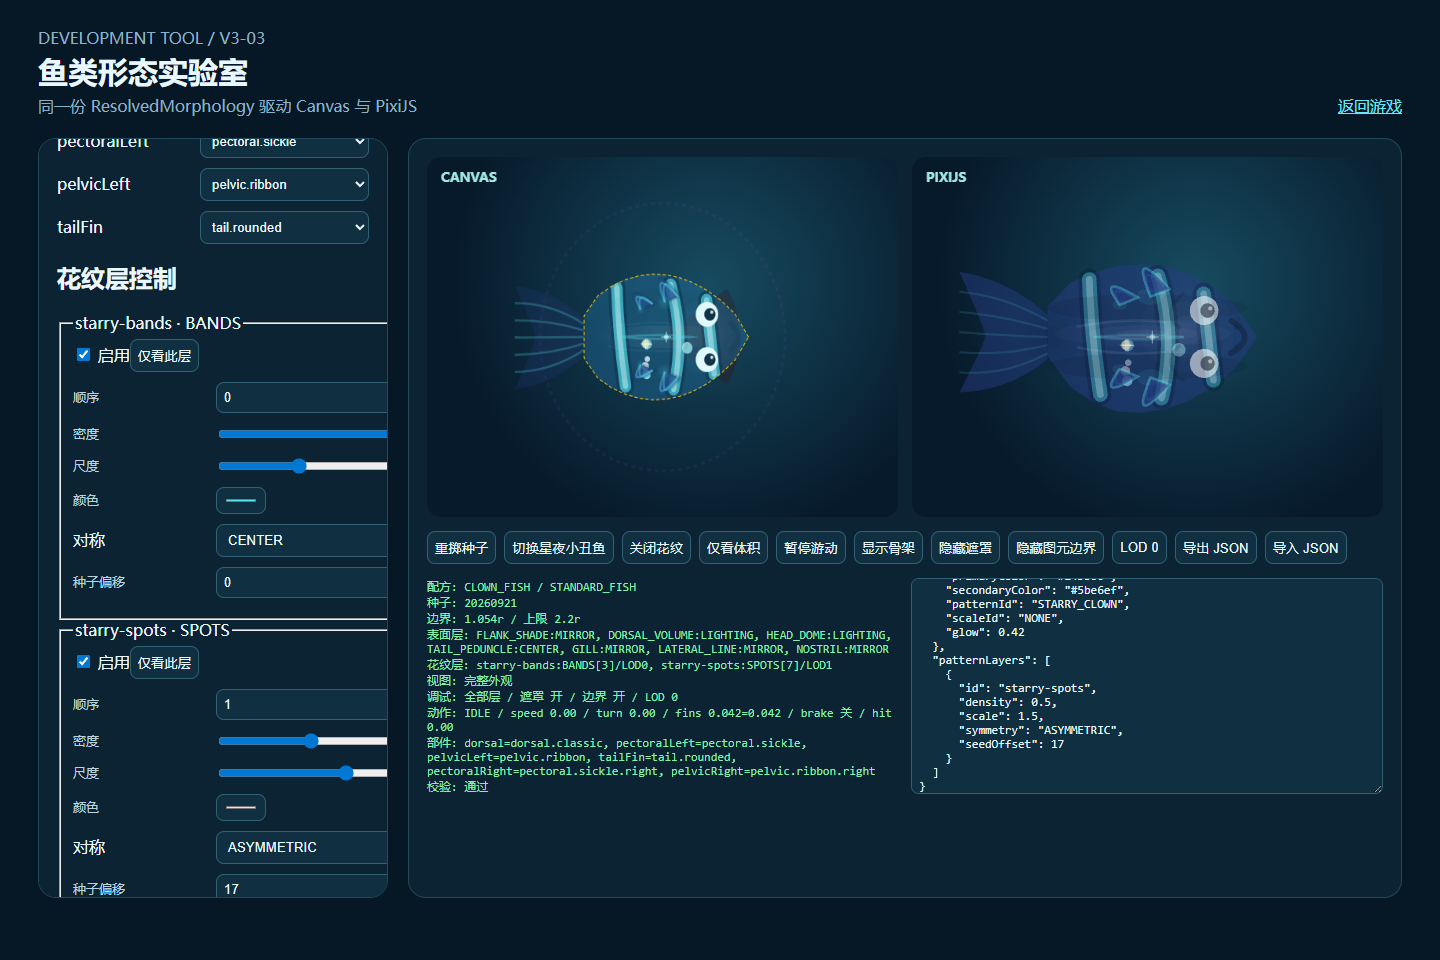 DEVELOPMENT TOOL / V3-03
鱼类形态实验室
同一份 ResolvedMorphology 驱动 Canvas 与 PixiJS
返回游戏
pectoralLeft
pectoral.sickle
pelvicLeft
pelvic.ribbon
tailFin
tail.rounded
花纹层控制
starry-bands · BANDS
启用 仅看此层
顺序
0
密度
尺度
颜色
对称
CENTER
种子偏移
0
starry-spots · SPOTS
启用 仅看此层
顺序
1
密度
尺度
颜色
对称
ASYMMETRIC
种子偏移
17
CANVAS
PIXIJS
重掷种子 切换星夜小丑鱼 关闭花纹 仅看体积 暂停游动 显示骨架 隐藏遮罩 隐藏图元边界 LOD 0 导出 JSON 导入 JSON
配方: CLOWN_FISH / STANDARD_FISH
种子: 20260921
边界: 1.054r / 上限 2.2r
表面层: FLANK_SHADE:MIRROR, DORSAL_VOLUME:LIGHTING, HEAD_DOME:LIGHTING,
TAIL_PEDUNCLE:CENTER, GILL:MIRROR, LATERAL_LINE:MIRROR, NOSTRIL:MIRROR
花纹层: starry-bands:BANDS[3]/LOD0, starry-spots:SPOTS[7]/LOD1
视图: 完整外观
调试: 全部层 / 遮罩 开 / 边界 开 / LOD 0
动作: IDLE / speed 0.00 / turn 0.00 / fins 0.042=0.042 / brake 关 / hit
0.00
部件: dorsal=dorsal.classic, pectoralLeft=pectoral.sickle,
pelvicLeft=pelvic.ribbon, tailFin=tail.rounded,
pectoralRight=pectoral.sickle.right, pelvicRight=pelvic.ribbon.right
校验: 通过
"secondaryColor": "#5be6ef",
"patternId": "STARRY_CLOWN",
"scaleId": "NONE",
"glow": 0.42
},
"patternLayers": [
{
"id": "starry-spots",
"density": 0.5,
"scale": 1.5,
"symmetry": "ASYMMETRIC",
"seedOffset": 17
}
]
}